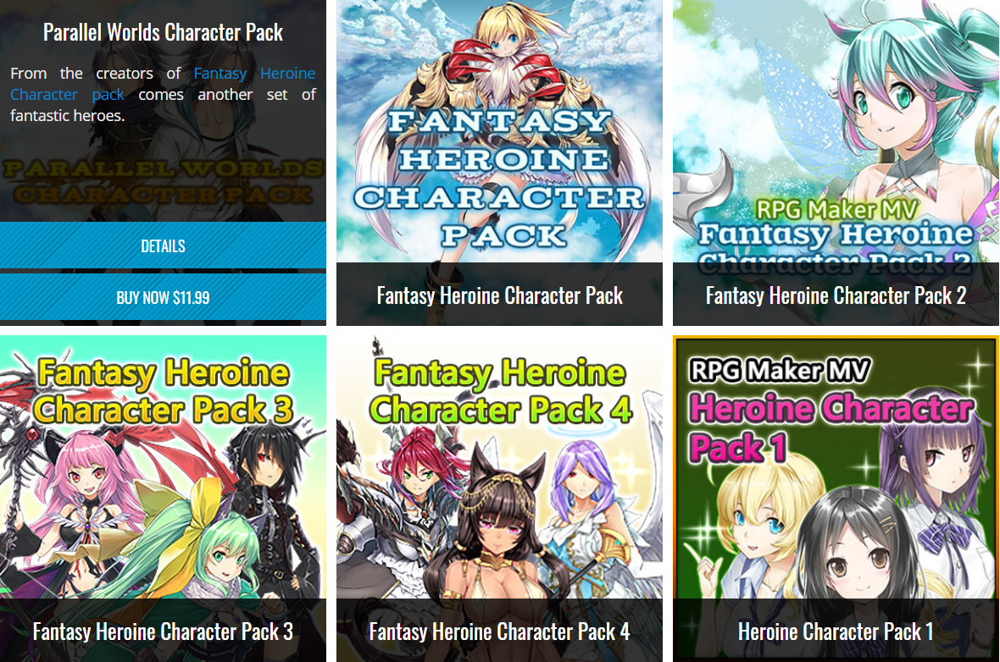 Parallel Worlds Character Pack
From the creators of Fantasy Heroine
Character pack comes another set of
fantastic heroes.
PARALLEL WORLDS
CHARACTER PACK
DETAILS
BUY NOW $11.99
FANTASY
HEROINE
CHARACTER
PACK
Fantasy Heroine Character Pack
RPG Maker MV
Fantasy Heroine
Character Pack 2
Fantasy Heroine Character Pack 2
Fantasy Heroine
Character Pack 3
Fantasy Heroine Character Pack 3
Fantasy Heroine
Character Pack 4
Fantasy Heroine Character Pack 4
RPG Maker MV
Heroine Character
Pack 1
Heroine Character Pack 1